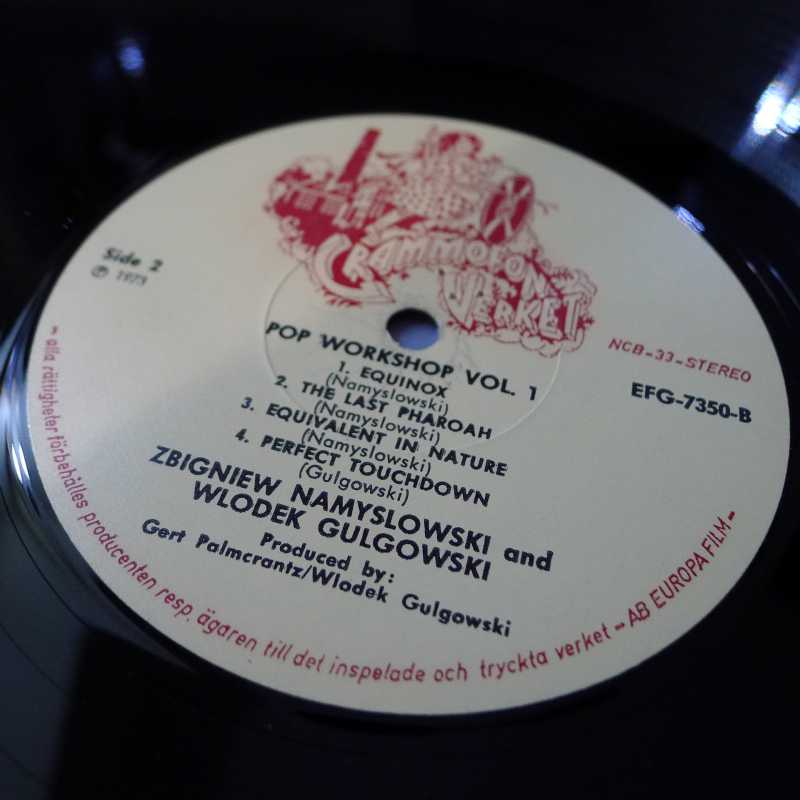 GRAMMOFON
VERKET
Side 2
℗ 1973
NCB-33-STEREO
EFG-7350-B
POP WORKSHOP VOL. 1
1. EQUINOX
(Namyslowski)
2. THE LAST PHAROAH
(Namyslowski)
3. EQUIVALENT IN NATURE
(Namyslowski)
4. PERFECT TOUCHDOWN
(Gulgowski)
ZBIGNIEW NAMYSLOWSKI and
WLODEK GULGOWSKI
Produced by:
Gert Palmcrantz/Wlodek Gulgowski
- alla rättigheter förbehålles producenten resp. ägaren till det inspelade och tryckta verket - AB EUROPA FILM -